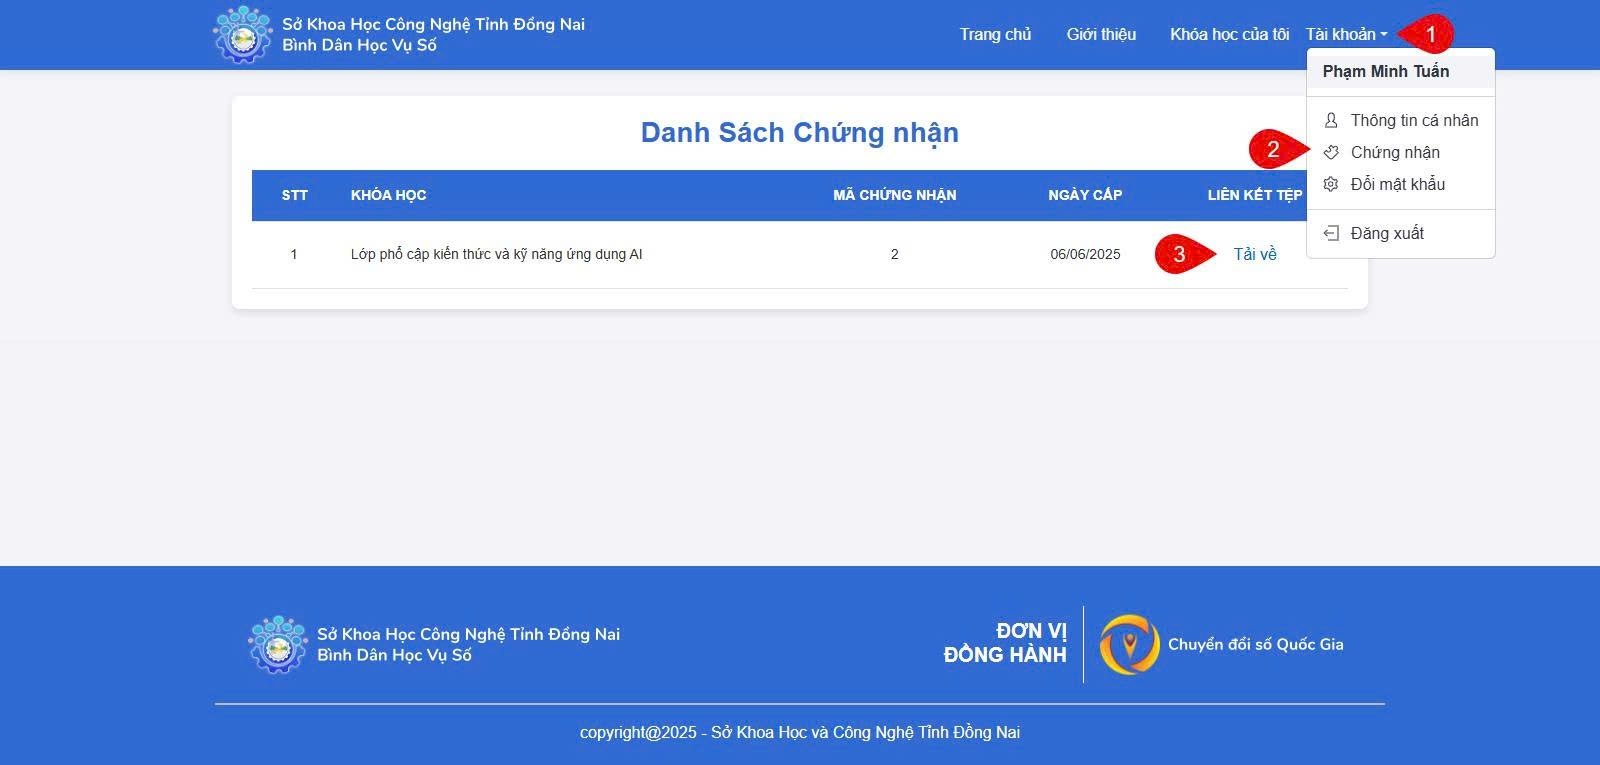 Sở Khoa Học Công Nghệ Tỉnh Đồng Nai
Bình Dân Học Vụ Số
Trang chủ
Giới thiệu
Khóa học của tôi
Tài khoản
1
Phạm Minh Tuấn
Thông tin cá nhân
2
Chứng nhận
Đổi mật khẩu
Đăng xuất
Danh Sách Chứng nhận
STT KHÓA HỌC MÃ CHỨNG NHẬN NGÀY CẤP LIÊN KẾT TỆP
1 Lớp phổ cập kiến thức và kỹ năng ứng dụng AI 2 06/06/2025 3 Tải về
Sở Khoa Học Công Nghệ Tỉnh Đồng Nai
Bình Dân Học Vụ Số
ĐƠN VỊ
ĐỒNG HÀNH
Chuyển đổi số Quốc Gia
copyright@2025 - Sở Khoa Học và Công Nghệ Tỉnh Đồng Nai